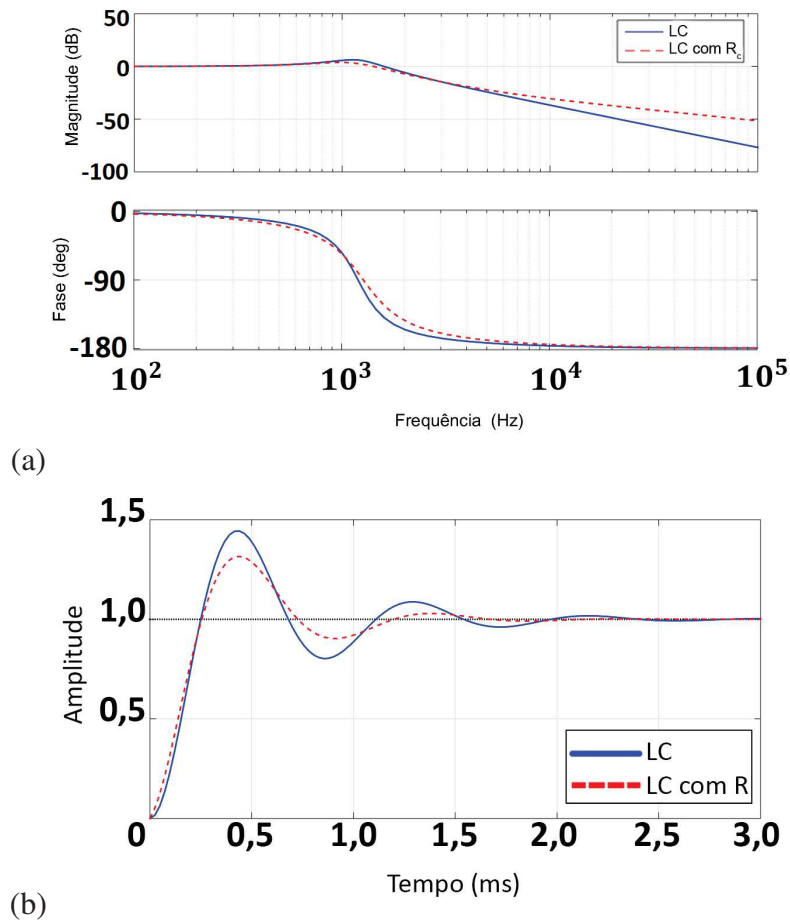 50
0
-50
-100
Magnitude (dB)
LC
LC com Rc
0
-90
-180
Fase (deg)
10²
10³
10⁴
10⁵
Frequência (Hz)
(a)
1,5
1,0
0,5
0
Amplitude
LC
LC com R
0,5
1,0
1,5
2,0
2,5
3,0
Tempo (ms)
(b)